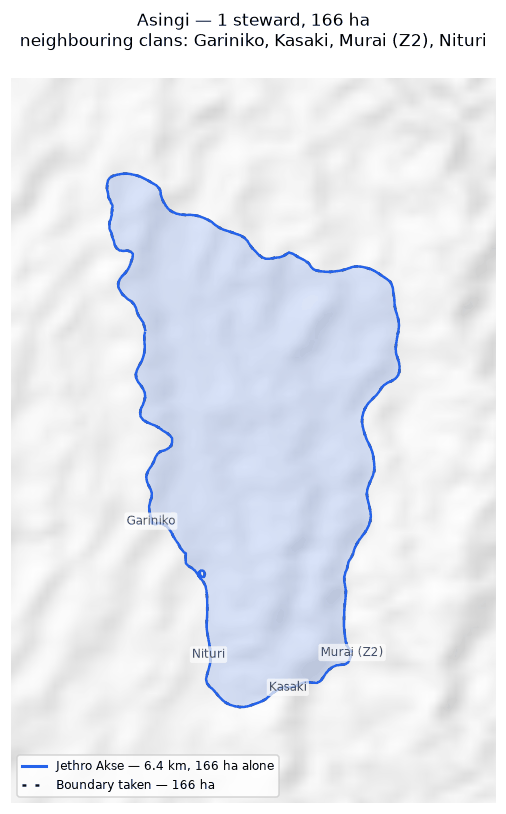 Asingi — 1 steward, 166 ha
neighbouring clans: Gariniko, Kasaki, Murai (Z2), Nituri
Gariniko
Nituri
Murai (Z2)
Kasaki
Jethro Akse — 6.4 km, 166 ha alone
Boundary taken — 166 ha